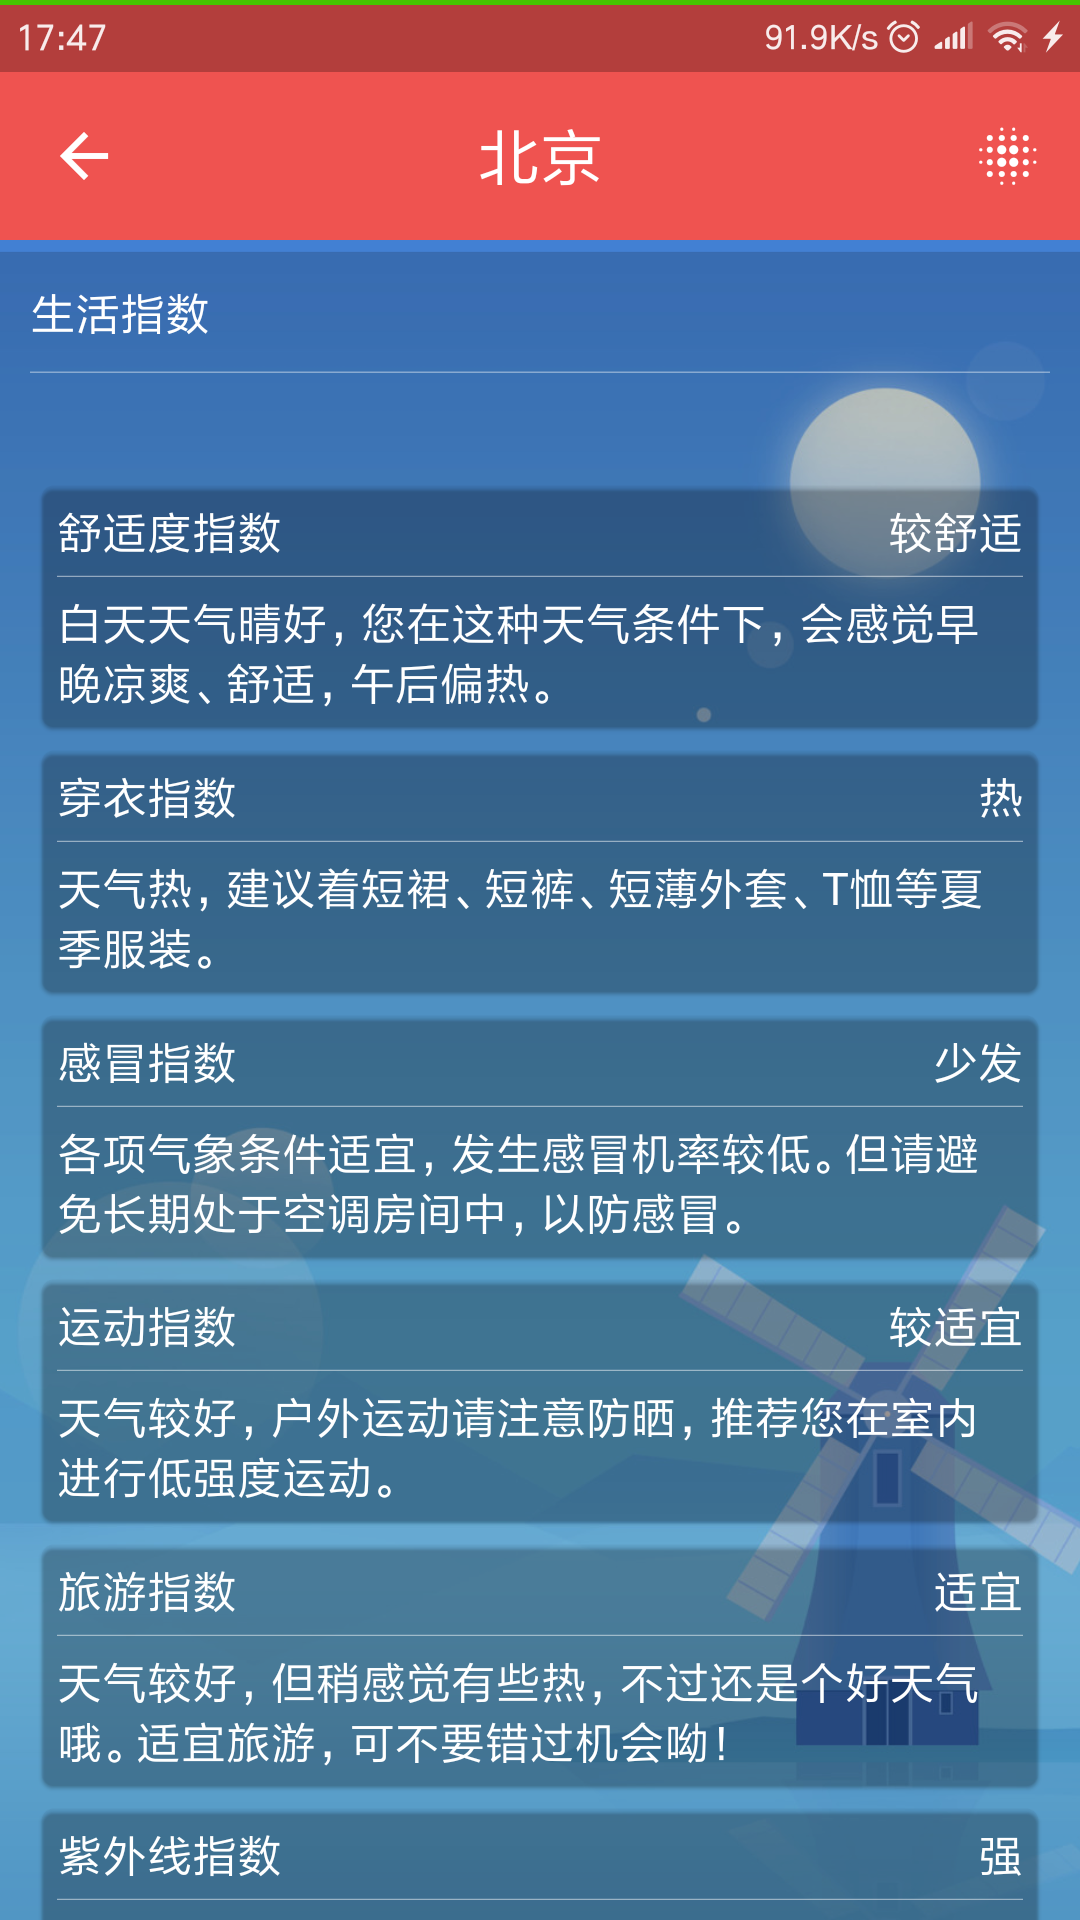 17:47
91.9K/s
北京
生活指数
舒适度指数
较舒适
白天天气晴好，您在这种天气条件下，会感觉早
晚凉爽、舒适，午后偏热。
穿衣指数
热
天气热，建议着短裙、短裤、短薄外套、T恤等夏
季服装。
感冒指数
少发
各项气象条件适宜，发生感冒机率较低。但请避
免长期处于空调房间中，以防感冒。
运动指数
较适宜
天气较好，户外运动请注意防晒，推荐您在室内
进行低强度运动。
旅游指数
适宜
天气较好，但稍感觉有些热，不过还是个好天气
哦。适宜旅游，可不要错过机会呦！
紫外线指数
强